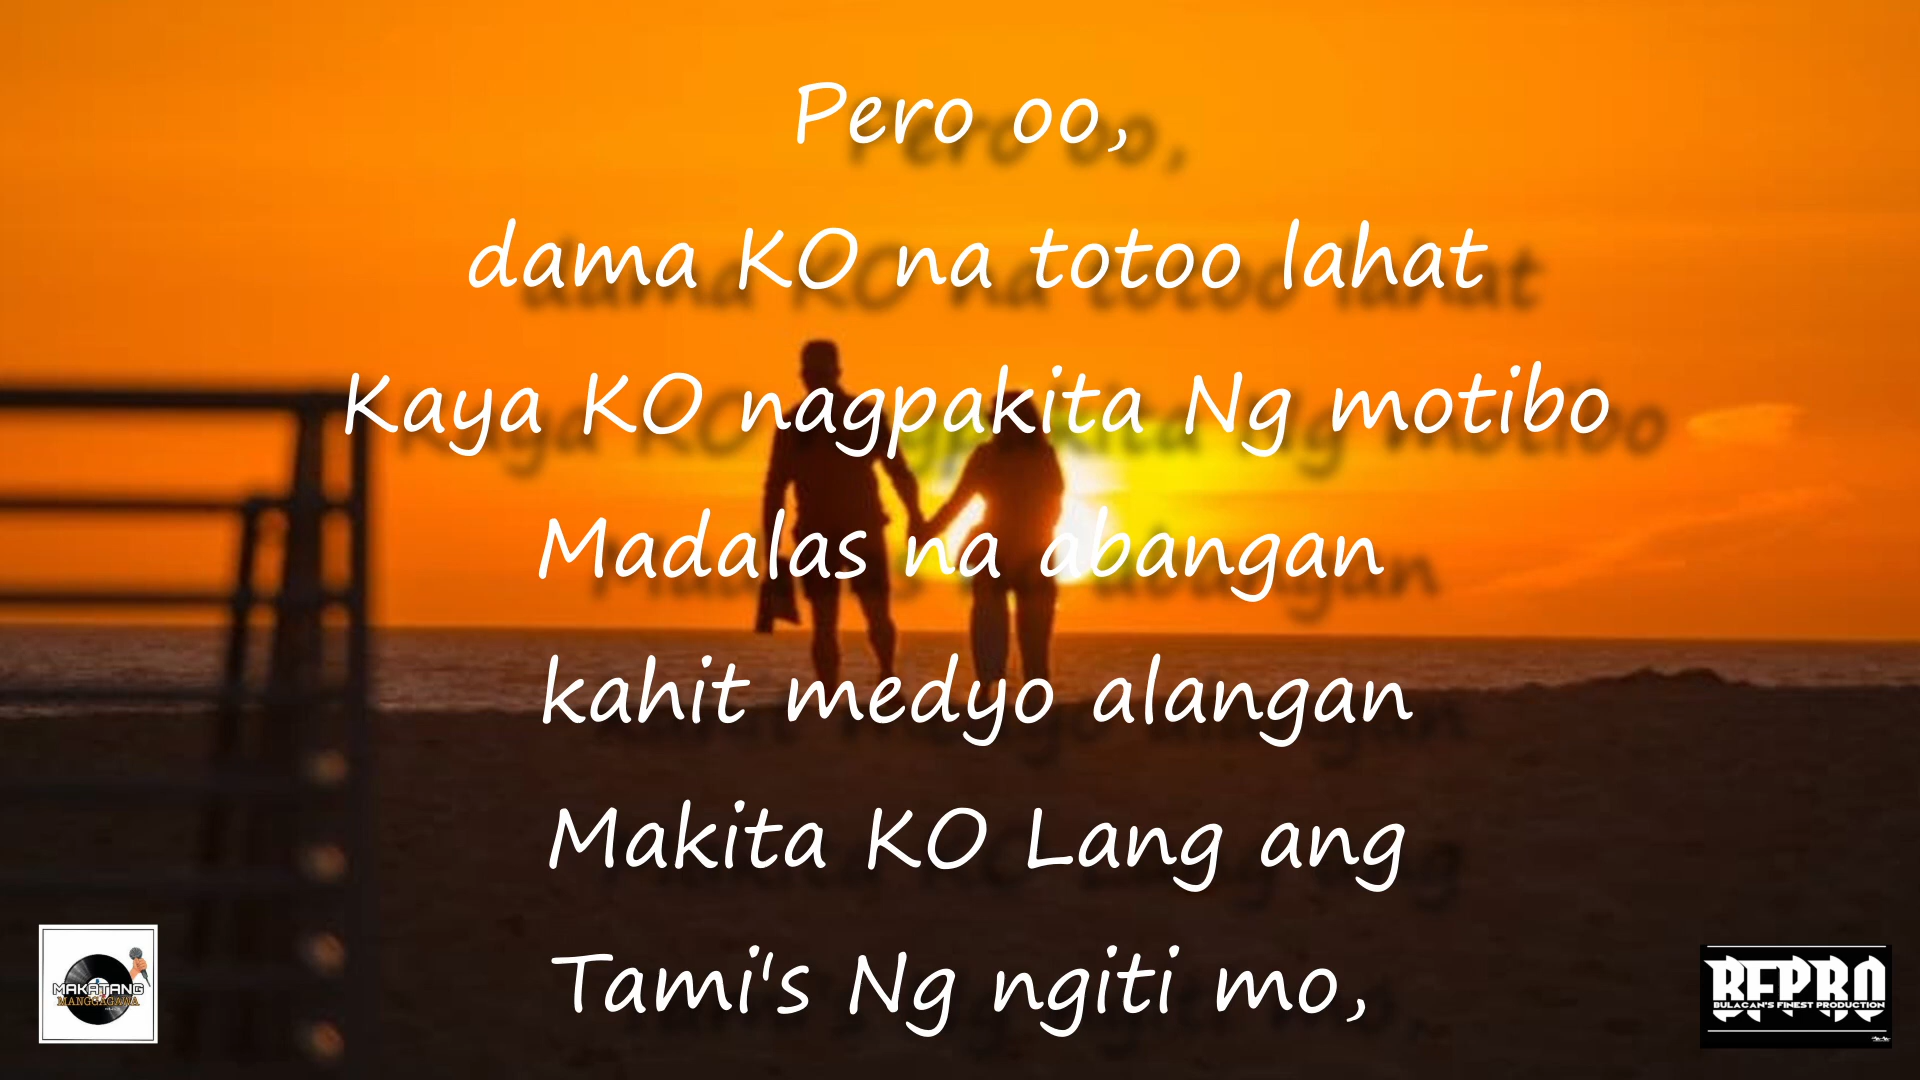 Pero oo,
dama KO na totoo lahat
Kaya KO nagpakita Ng motibo
Madalas na abangan
kahit medyo alangan
Makita KO Lang ang
Tami's Ng ngiti mo,
MAKATANG
MANGGAGAWA
BFPRO
BULACAN'S FINEST PRODUCTION